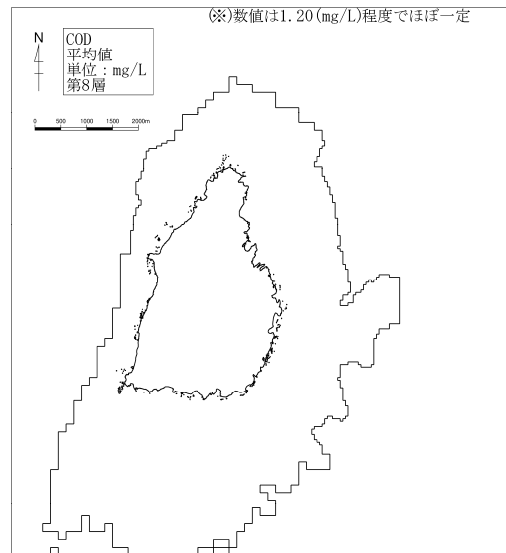 (※)数値は1.20(mg/L)程度でほぼ一定
N
COD
平均値
単位：mg/L
第8層
0 500 1000 1500 2000m